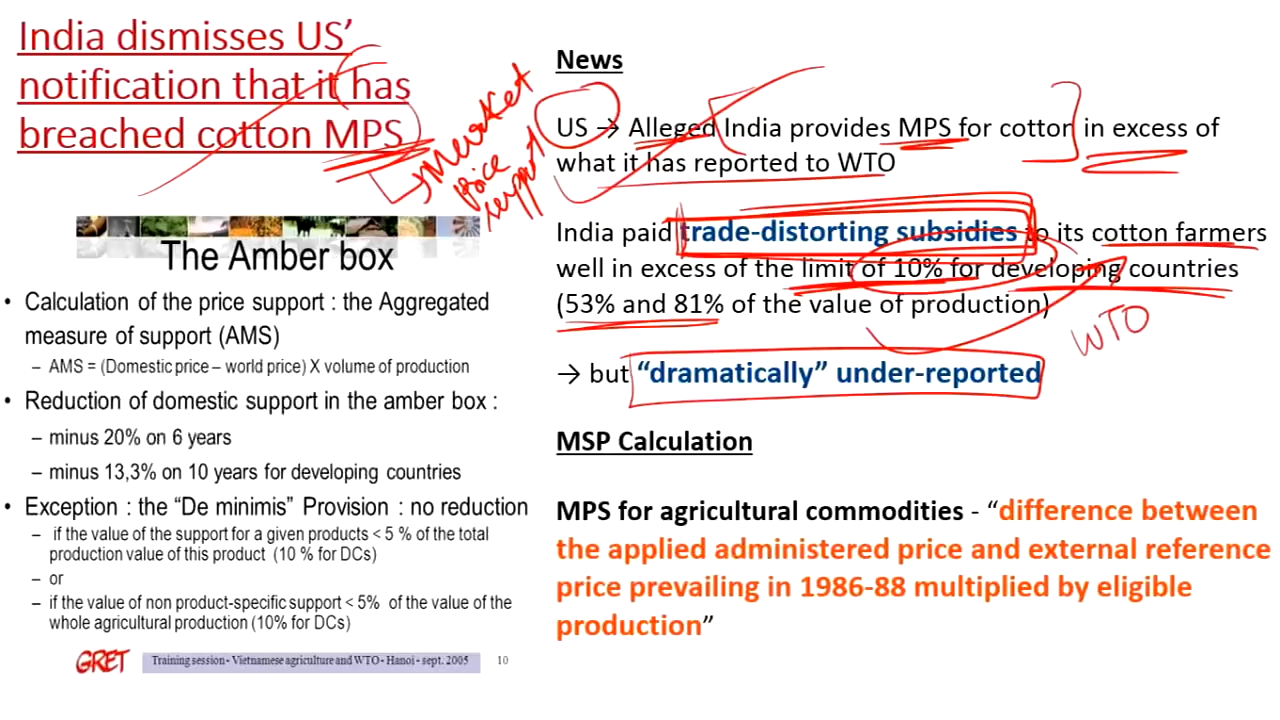 India dismisses US'
notification that it has
breached cotton MPS
Market
Price
support
The Amber box
• Calculation of the price support : the Aggregated
measure of support (AMS)
– AMS = (Domestic price – world price) X volume of production
• Reduction of domestic support in the amber box :
– minus 20% on 6 years
– minus 13,3% on 10 years for developing countries
• Exception : the “De minimis” Provision : no reduction
– if the value of the support for a given products < 5 % of the total
production value of this product (10 % for DCs)
– or
– if the value of non product-specific support < 5% of the value of the
whole agricultural production (10% for DCs)
GRET
Training session - Vietnamese agriculture and WTO - Hanoi - sept. 2005
10
News
US → Alleged India provides MPS for cotton in excess of
what it has reported to WTO
India paid trade-distorting subsidies to its cotton farmers
well in excess of the limit of 10% for developing countries
(53% and 81% of the value of production)
WTO
→ but “dramatically” under-reported
MSP Calculation
MPS for agricultural commodities - “difference between
the applied administered price and external reference
price prevailing in 1986-88 multiplied by eligible
production”